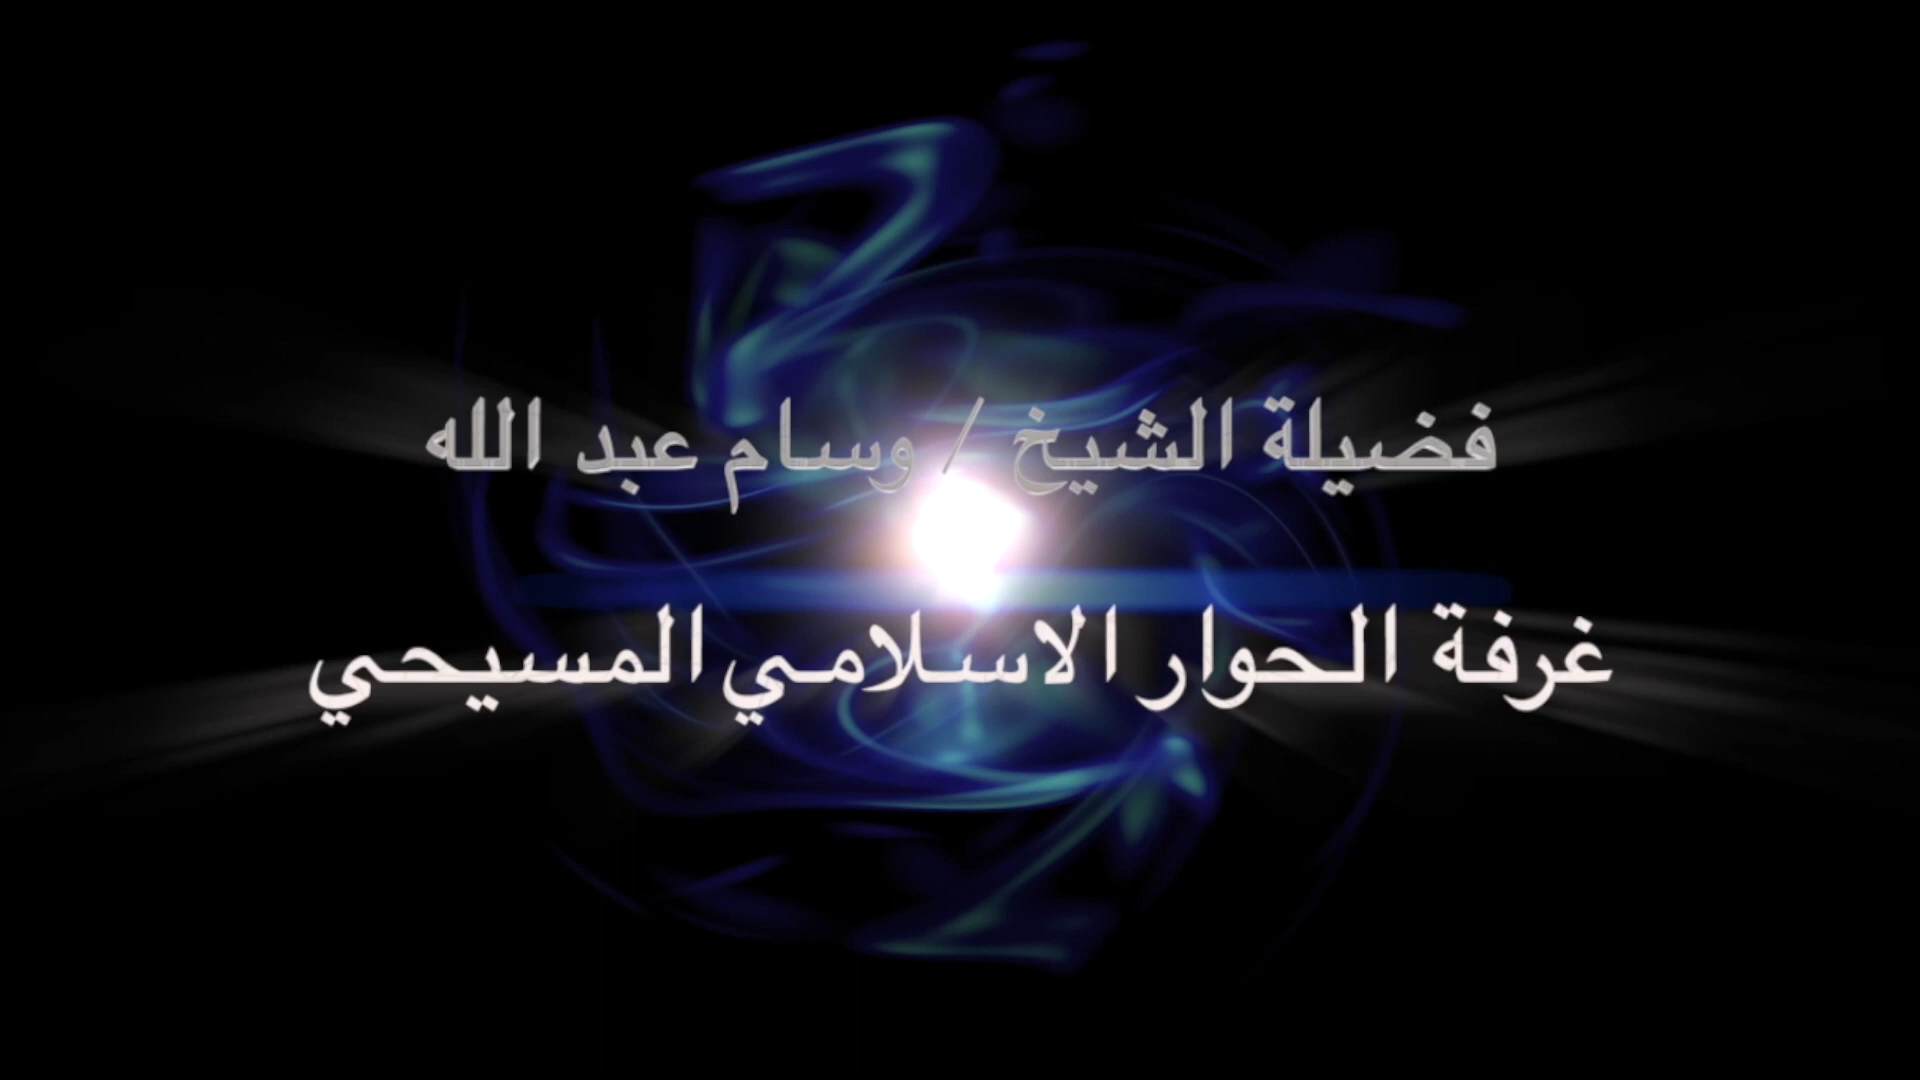 فضيلة الشيخ / وسام عبد الله
غرفة الحوار الاسلامي المسيحي